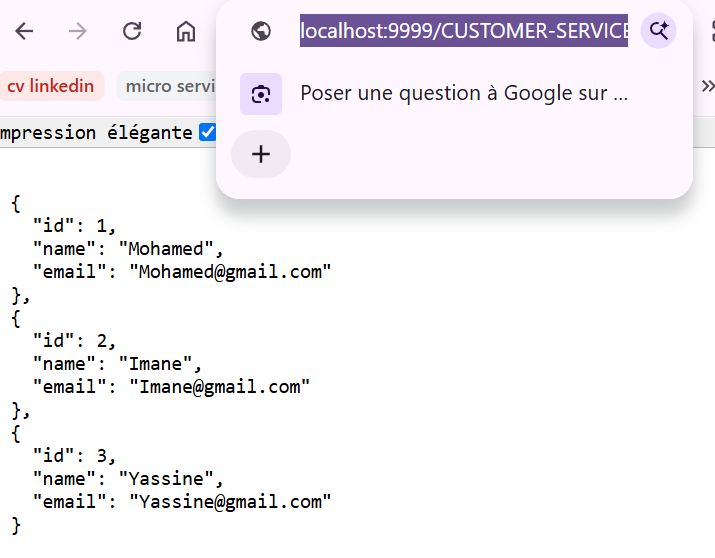 localhost:9999/CUSTOMER-SERVICE
cv linkedin
micro servi
Poser une question à Google sur ...
mpression élégante
{
"id": 1,
"name": "Mohamed",
"email": "Mohamed@gmail.com"
},
{
"id": 2,
"name": "Imane",
"email": "Imane@gmail.com"
},
{
"id": 3,
"name": "Yassine",
"email": "Yassine@gmail.com"
}